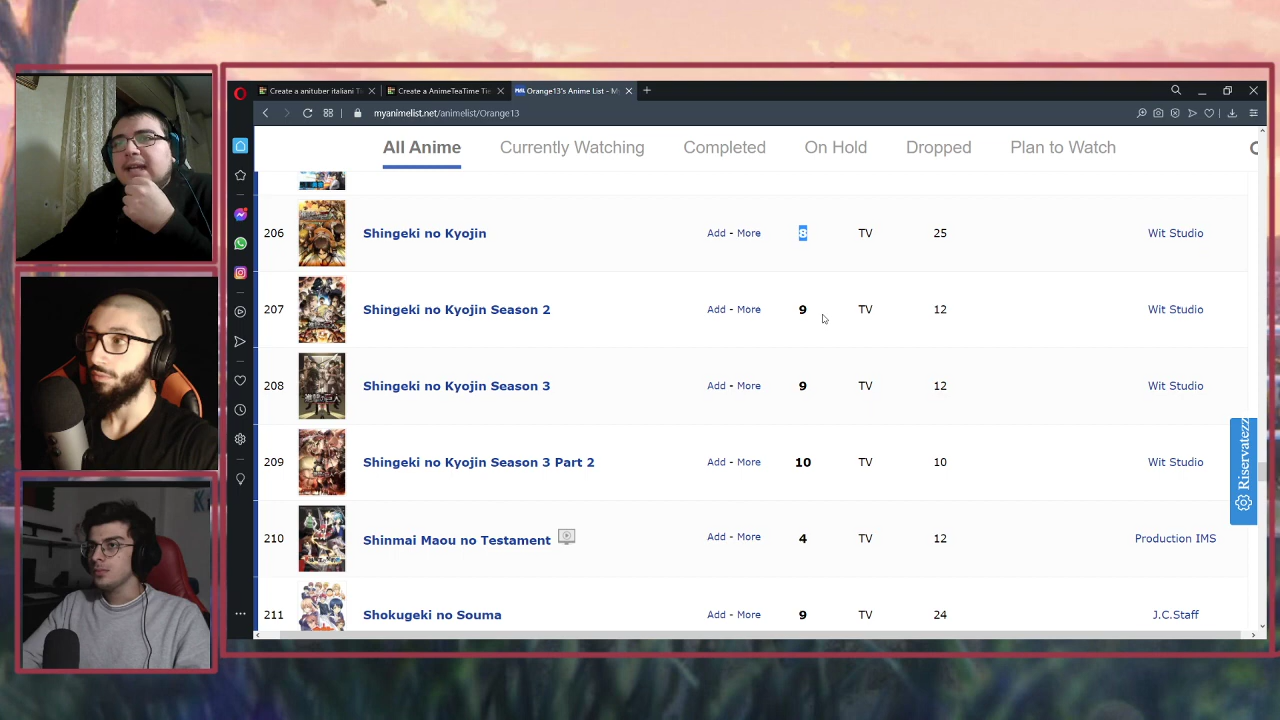 Create a anituber italiani Ti
Create a AnimeTeaTime Tie
MAL Orange13's Anime List - My
myanimelist.net/animelist/Orange13
All Anime Currently Watching Completed On Hold Dropped Plan to Watch
206 Shingeki no Kyojin Add - More 8 TV 25 Wit Studio
207 Shingeki no Kyojin Season 2 Add - More 9 TV 12 Wit Studio
208 Shingeki no Kyojin Season 3 Add - More 9 TV 12 Wit Studio
209 Shingeki no Kyojin Season 3 Part 2 Add - More 10 TV 10 Wit Studio
210 Shinmai Maou no Testament Add - More 4 TV 12 Production IMS
211 Shokugeki no Souma Add - More 9 TV 24 J.C.Staff
Riservatezz